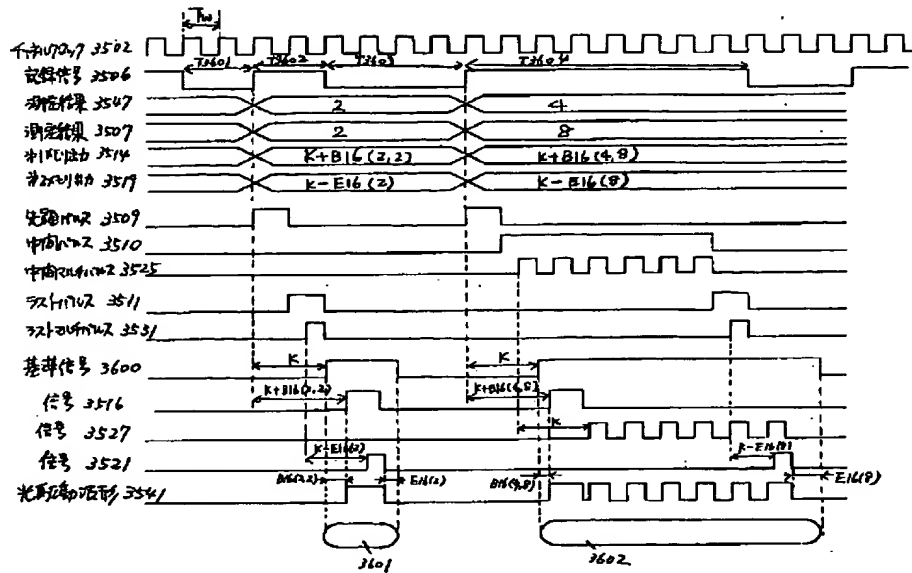 Tw
チャネルクロック 3502
T3601 T3602 T3603 T3604
記録信号 3506
測定結果 3547 2 4
測定結果 3507 2 8
第1メモリ出力 3514 K+B16(2,2) K+B16(4,8)
第2メモリ出力 3519 K-E16(2) K-E16(8)
先頭パルス 3509
中間パルス 3510
中間マルチパルス 3525
ラストパルス 3511
ラストマルチパルス 3531
基準信号 3600 K K
信号 3516 K+B16(2,2) K+B16(4,8)
信号 3527 K
信号 3521 K-E16(2) K-E16(8)
光変調波形 3541 B16(2,2) E16(2) B16(4,8) E16(8)
3601 3602